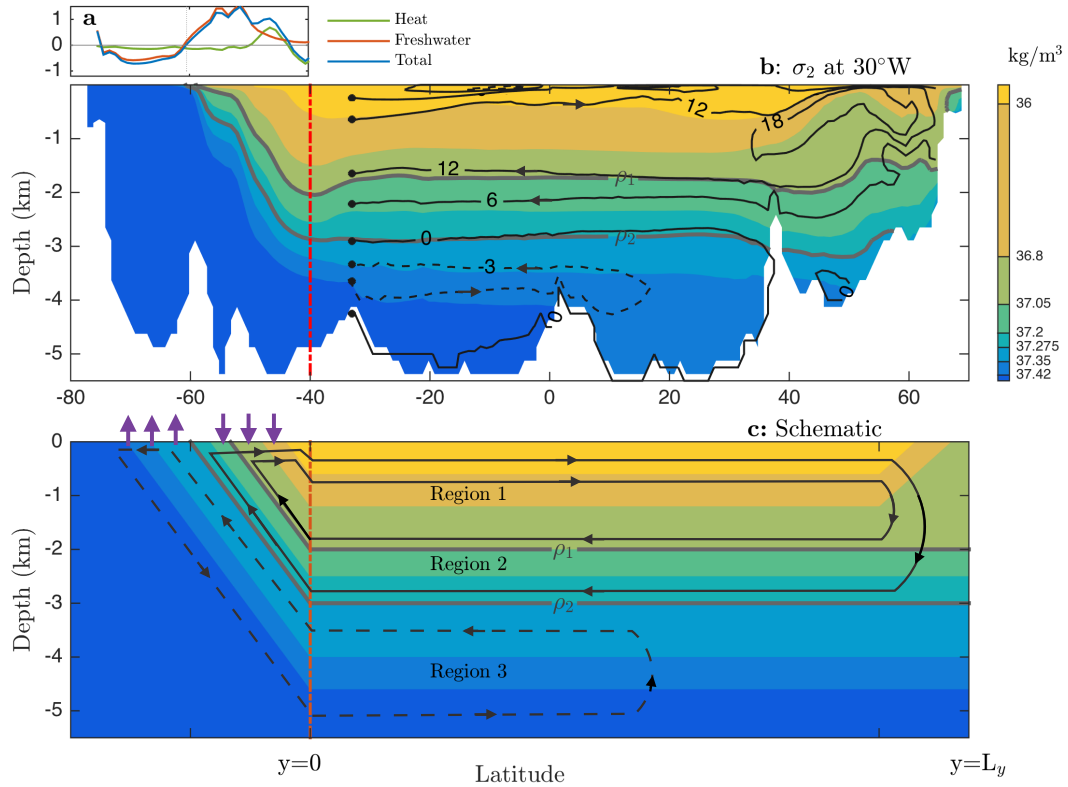 a
1
0
-1
Heat
Freshwater
Total
b: σ₂ at 30°W
kg/m³
Depth (km)
0
-1
-2
-3
-4
-5
12
18
12
ρ₁
6
0
ρ₂
-3
0
0
-80
-60
-40
-20
0
20
40
60
36
36.8
37.05
37.2
37.275
37.35
37.42
c: Schematic
Depth (km)
0
-1
-2
-3
-4
-5
Region 1
ρ₁
Region 2
ρ₂
Region 3
y=0
Latitude
y=Lᵧ